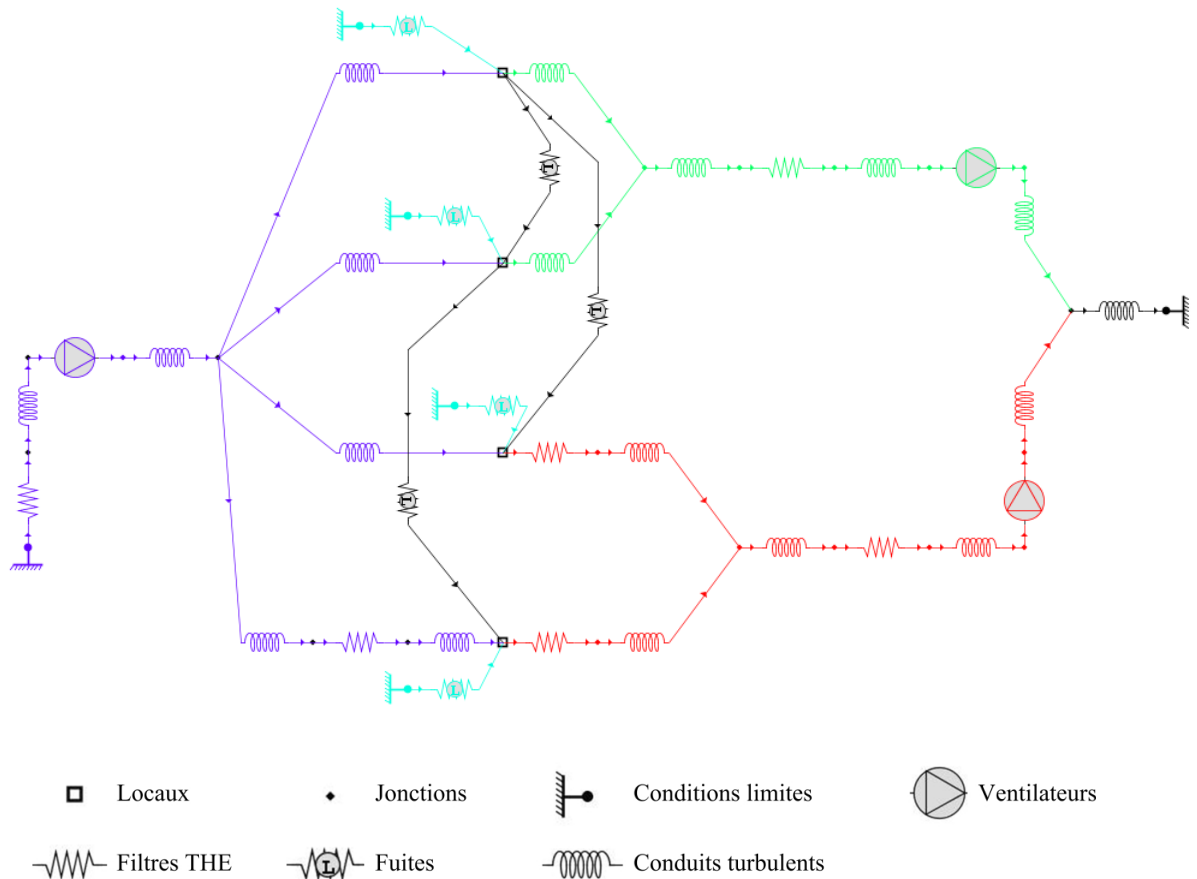 L
L
L
L
L
L
L
L
Locaux
Jonctions
Conditions limites
Ventilateurs
Filtres THE
L
Fuites
Conduits turbulents